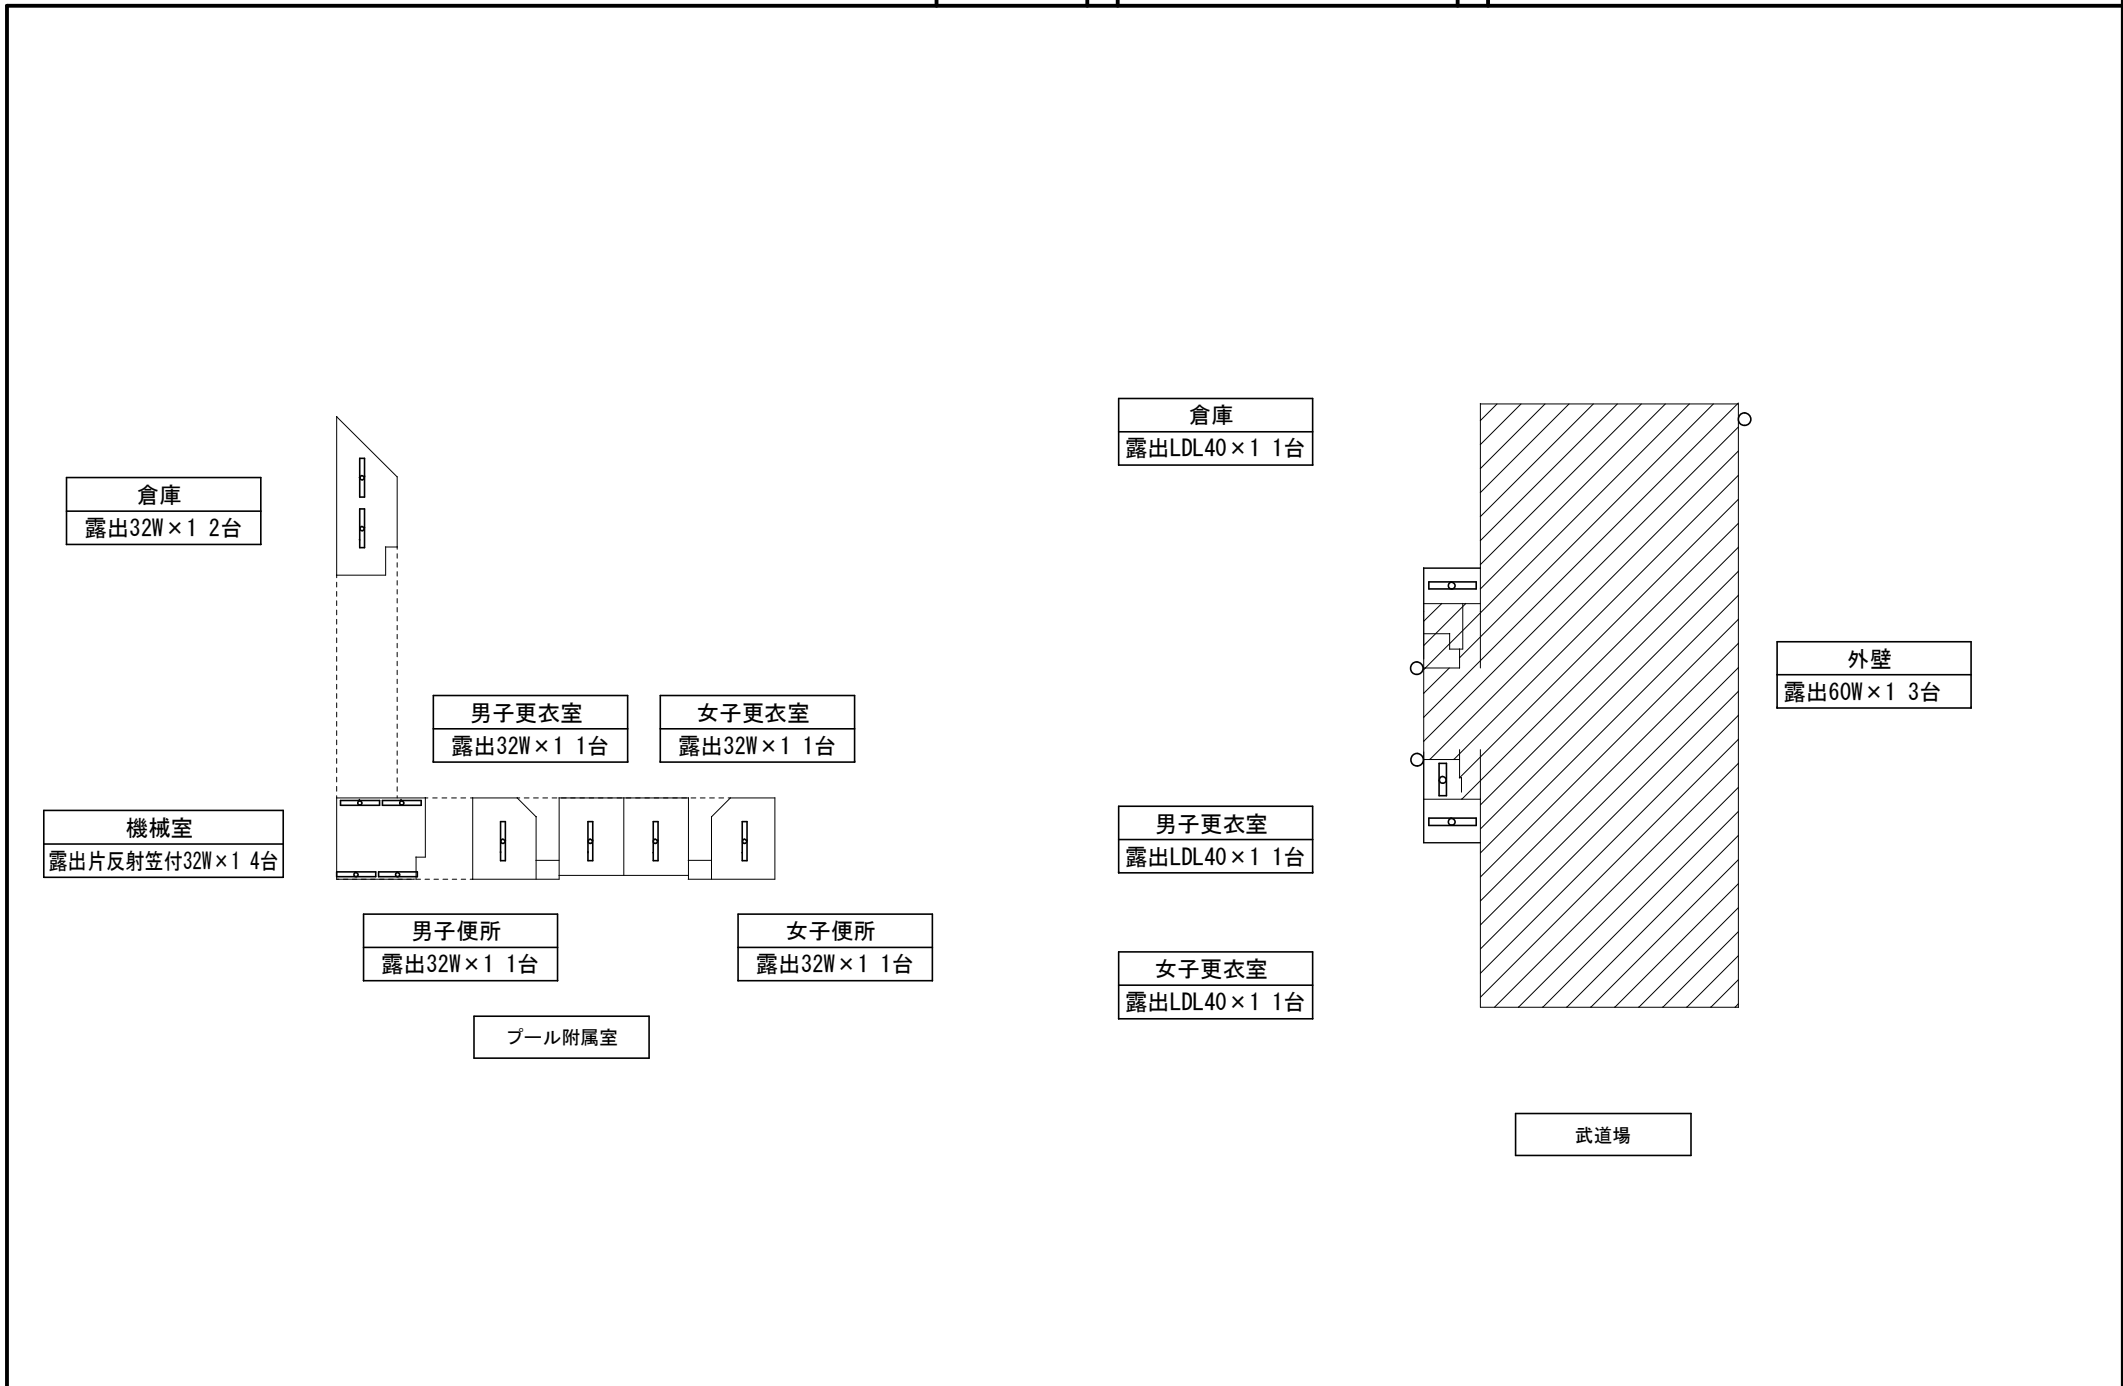 倉庫
露出32W×1 2台
男子更衣室
露出32W×1 1台
女子更衣室
露出32W×1 1台
機械室
露出片反射笠付32W×1 4台
男子便所
露出32W×1 1台
女子便所
露出32W×1 1台
プール附属室
倉庫
露出LDL40×1 1台
外壁
露出60W×1 3台
男子更衣室
露出LDL40×1 1台
女子更衣室
露出LDL40×1 1台
武道場